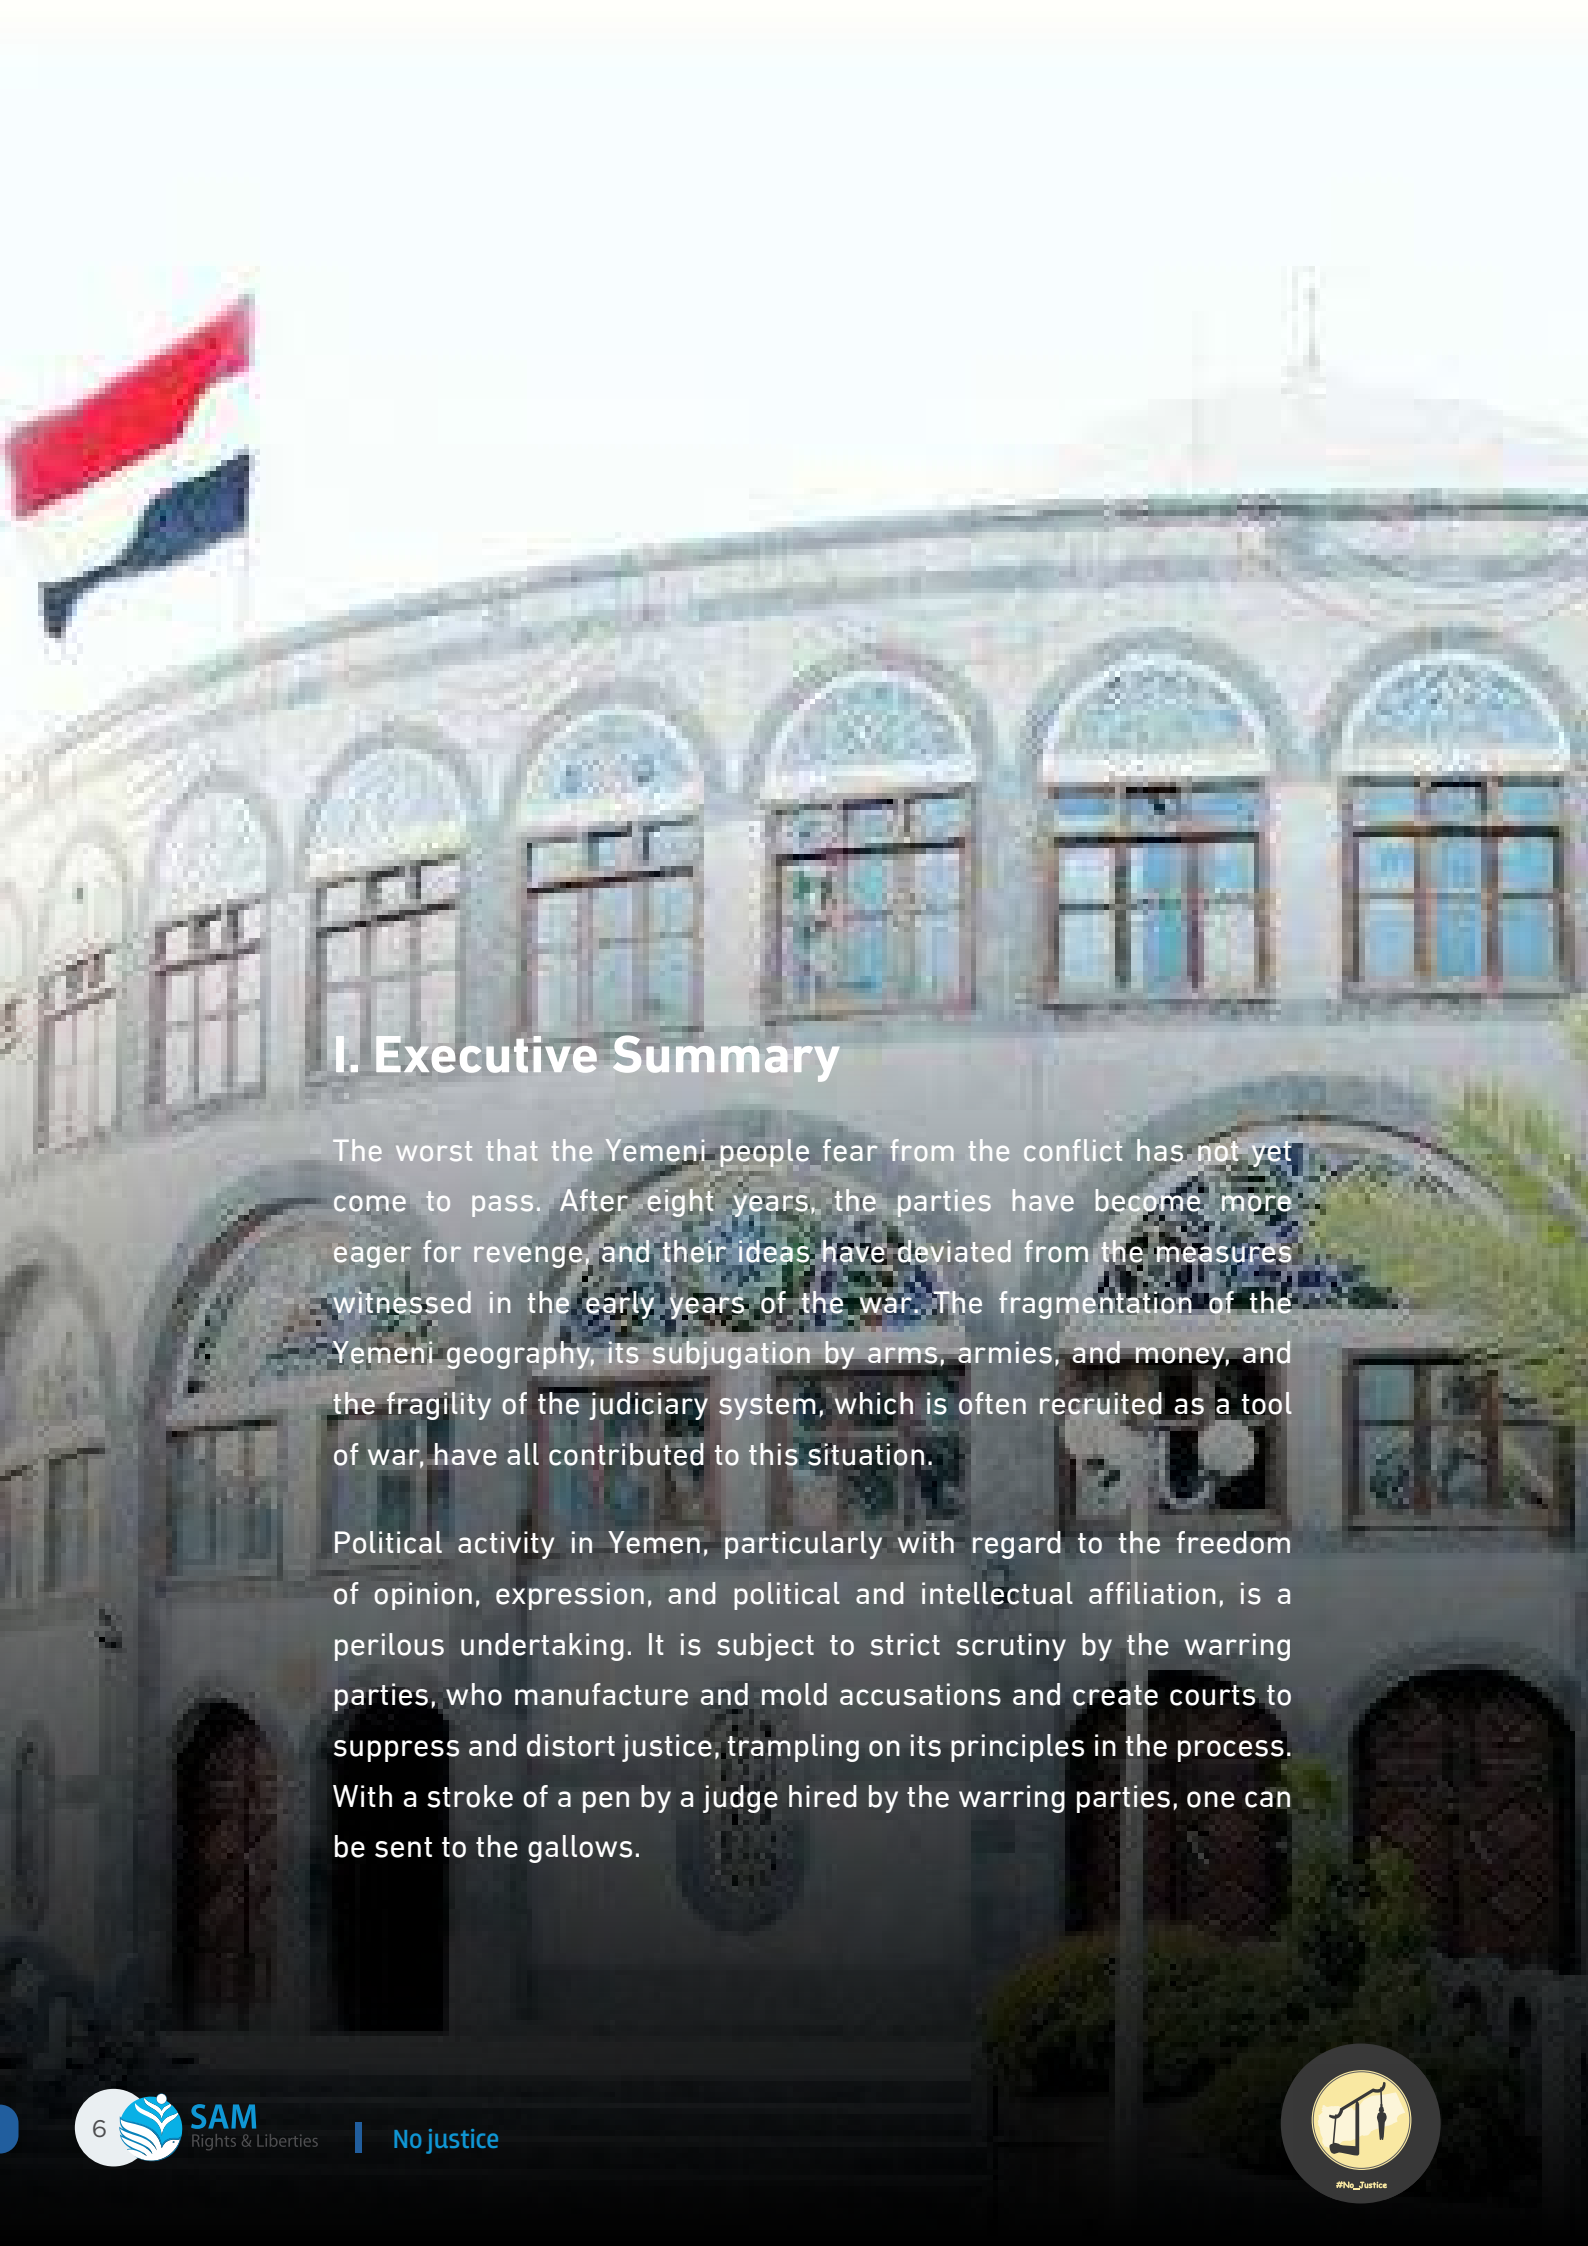 I. Executive Summary
The worst that the Yemeni people fear from the conflict has not yet
come to pass. After eight years, the parties have become more
eager for revenge, and their ideas have deviated from the measures
witnessed in the early years of the war. The fragmentation of the
Yemeni geography, its subjugation by arms, armies, and money, and
the fragility of the judiciary system, which is often recruited as a tool
of war, have all contributed to this situation.
Political activity in Yemen, particularly with regard to the freedom
of opinion, expression, and political and intellectual affiliation, is a
perilous undertaking. It is subject to strict scrutiny by the warring
parties, who manufacture and mold accusations and create courts to
suppress and distort justice, trampling on its principles in the process.
With a stroke of a pen by a judge hired by the warring parties, one can
be sent to the gallows.
6
SAM
Rights & Liberties
No justice
#No_Justice